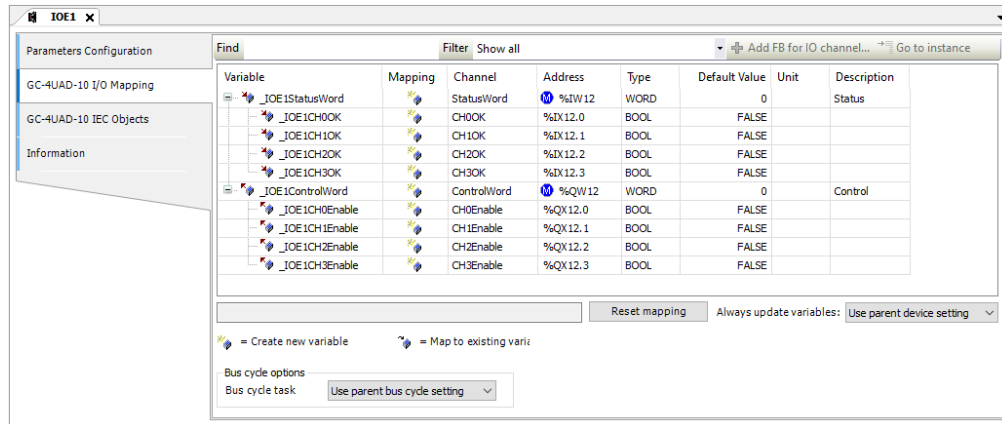 IOE1
Parameters Configuration
GC-4UAD-10 I/O Mapping
GC-4UAD-10 IEC Objects
Information
Find Filter Show all Add FB for IO channel... Go to instance
Variable Mapping Channel Address Type Default Value Unit Description
_IOE1StatusWord StatusWord M %IW12 WORD 0 Status
_IOE1CH0OK CH0OK %IX12.0 BOOL FALSE
_IOE1CH1OK CH1OK %IX12.1 BOOL FALSE
_IOE1CH2OK CH2OK %IX12.2 BOOL FALSE
_IOE1CH3OK CH3OK %IX12.3 BOOL FALSE
_IOE1ControlWord ControlWord M %QW12 WORD 0 Control
_IOE1CH0Enable CH0Enable %QX12.0 BOOL FALSE
_IOE1CH1Enable CH1Enable %QX12.1 BOOL FALSE
_IOE1CH2Enable CH2Enable %QX12.2 BOOL FALSE
_IOE1CH3Enable CH3Enable %QX12.3 BOOL FALSE
Reset mapping Always update variables: Use parent device setting
= Create new variable = Map to existing varia
Bus cycle options
Bus cycle task Use parent bus cycle setting